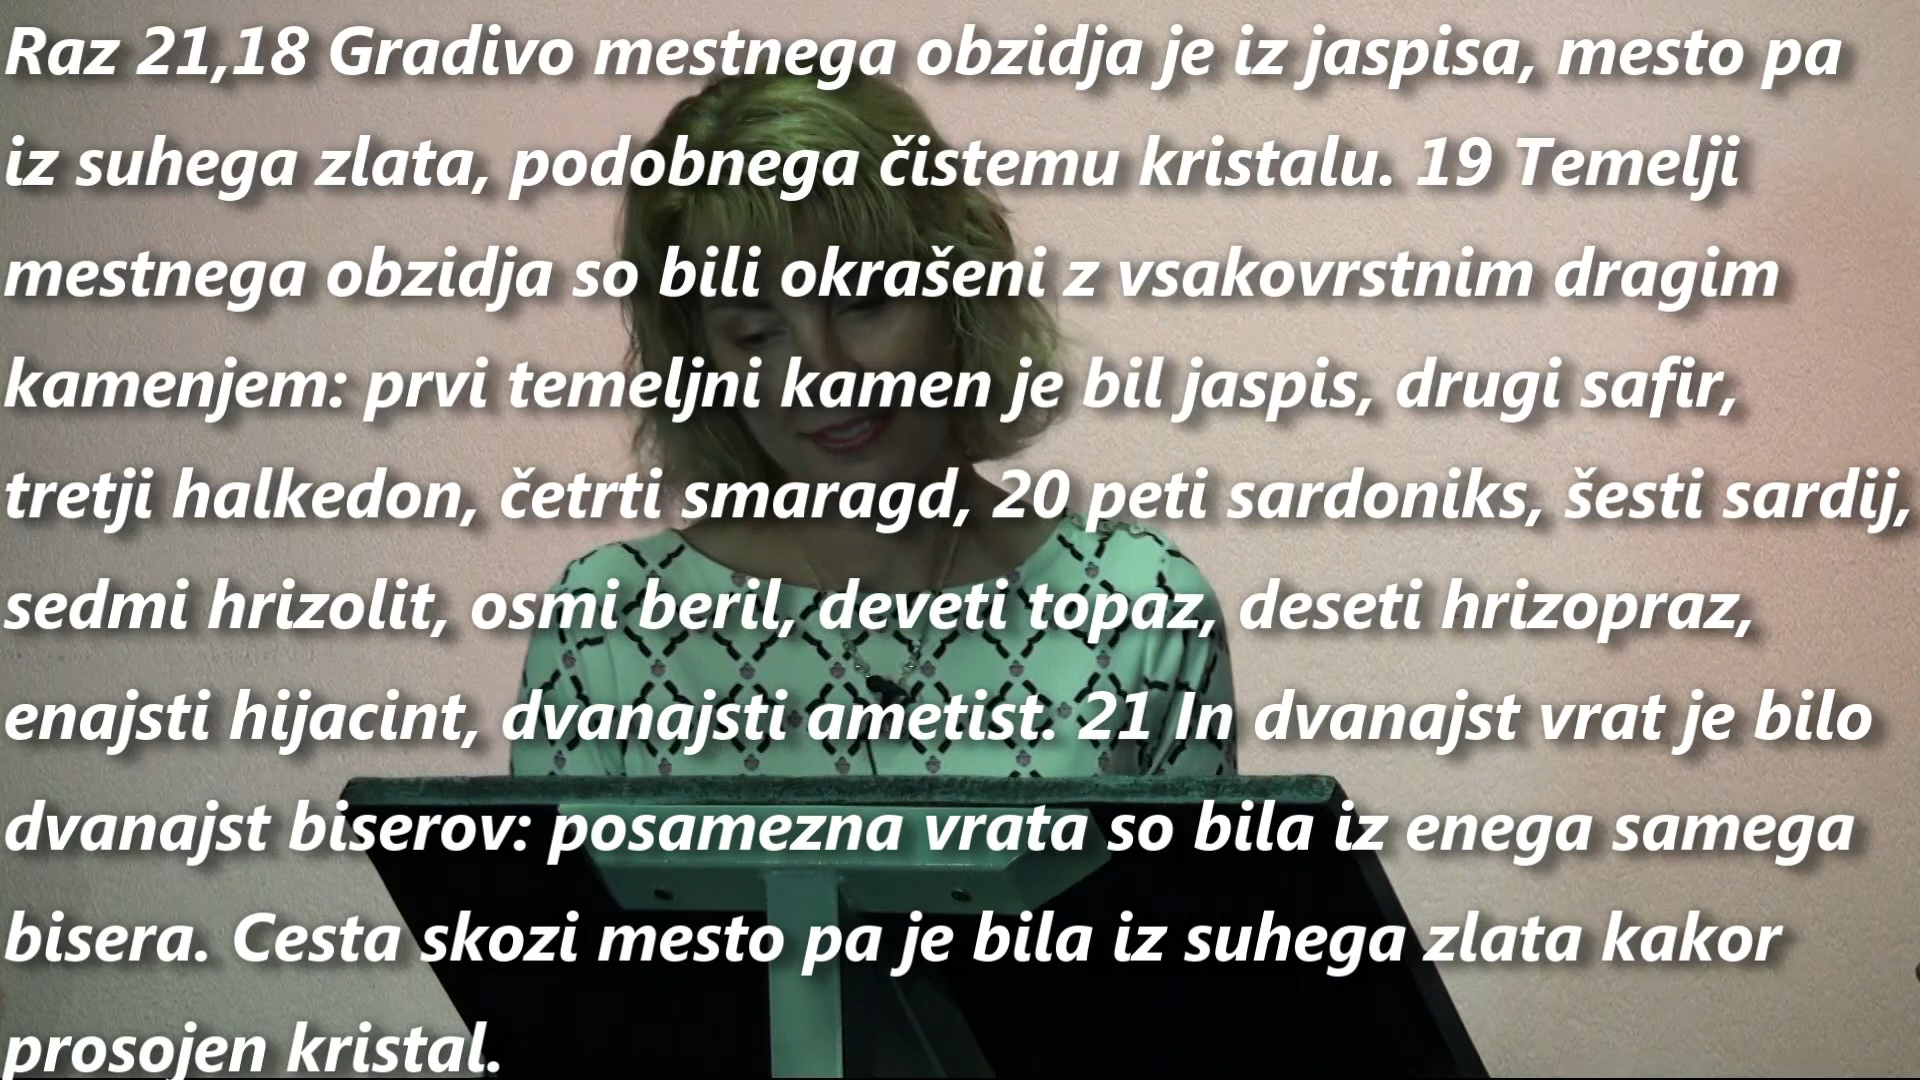 Raz 21,18 Gradivo mestnega obzidja je iz jaspisa, mesto pa
iz suhega zlata, podobnega čistemu kristalu. 19 Temelji
mestnega obzidja so bili okrašeni z vsakovrstnim dragim
kamenjem: prvi temeljni kamen je bil jaspis, drugi safir,
tretji halkedon, četrti smaragd, 20 peti sardoniks, šesti sardij,
sedmi hrizolit, osmi beril, deveti topaz, deseti hrizopraz,
enajsti hijacint, dvanajsti ametist. 21 In dvanajst vrat je bilo
dvanajst biserov: posamezna vrata so bila iz enega samega
bisera. Cesta skozi mesto pa je bila iz suhega zlata kakor
prosojen kristal.